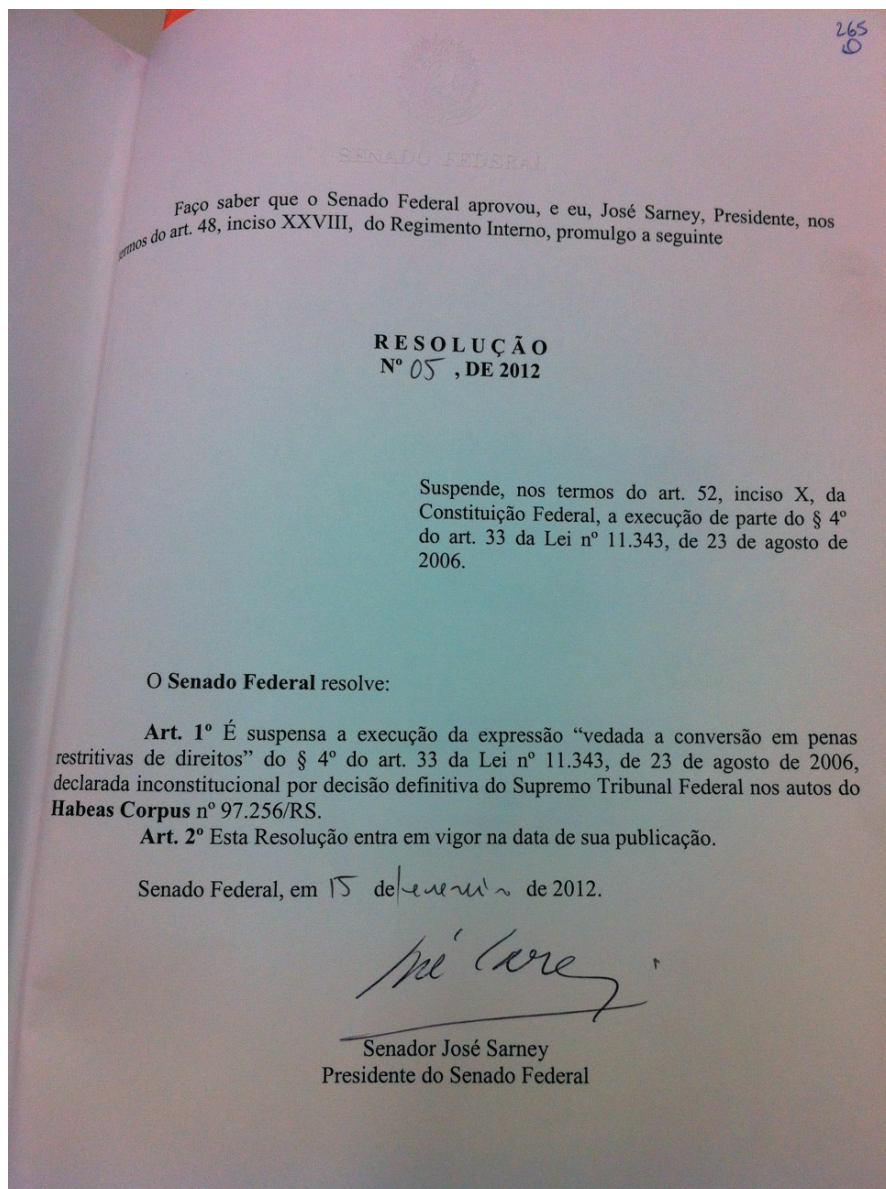 265
SENADO FEDERAL
Faço saber que o Senado Federal aprovou, e eu, José Sarney, Presidente, nos
termos do art. 48, inciso XXVIII, do Regimento Interno, promulgo a seguinte
RESOLUÇÃO
Nº 05 , DE 2012
Suspende, nos termos do art. 52, inciso X, da
Constituição Federal, a execução de parte do § 4º
do art. 33 da Lei nº 11.343, de 23 de agosto de
2006.
O Senado Federal resolve:
Art. 1º É suspensa a execução da expressão “vedada a conversão em penas
restritivas de direitos” do § 4º do art. 33 da Lei nº 11.343, de 23 de agosto de 2006,
declarada inconstitucional por decisão definitiva do Supremo Tribunal Federal nos autos do
Habeas Corpus nº 97.256/RS.
Art. 2º Esta Resolução entra em vigor na data de sua publicação.
Senado Federal, em 15 de fevereiro de 2012.
Senador José Sarney
Presidente do Senado Federal